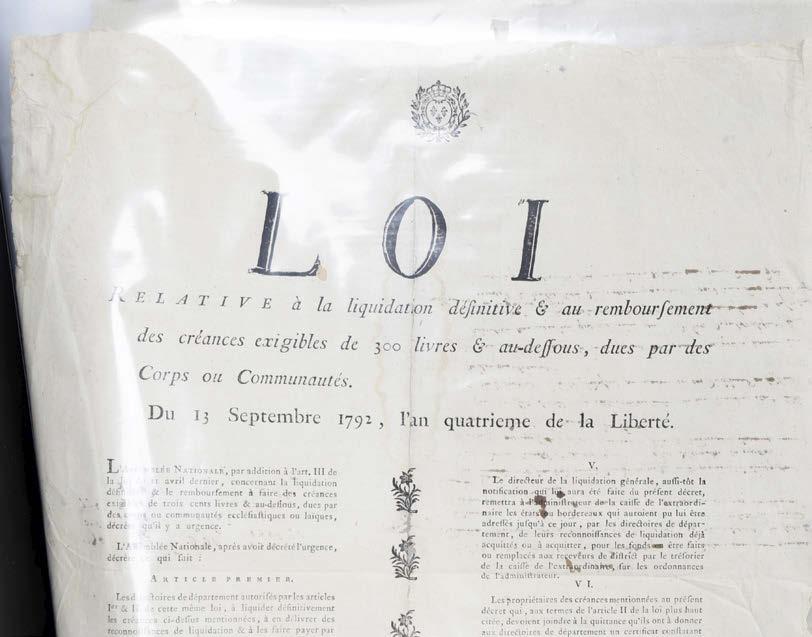 LOI
RELATIVE à la liquidation définitive & au remboursement
des créances exigibles de 300 livres & au-dessous, dues par des
Corps ou Communautés.
Du 13 Septembre 1792, l'an quatrieme de la Liberté.
L'ASSEMBLÉE NATIONALE, par addition à l'art. III de
la loi du 11 avril dernier, concernant la liquidation
définitive & le remboursement à faire des créances
exigibles de trois cents livres & au-dessous, dues par
des corps ou communautés ecclésiastiques ou laïques,
décrète qu'il y a urgence.
L'Assemblée Nationale, après avoir décrété l'urgence,
décrète ce qui suit :
ARTICLE PREMIER.
Les directoires de département autorisés par les articles
Ier & II de cette même loi, à liquider définitivement
les créances ci-dessus mentionnées, à en délivrer des
reconnoissances de liquidation & à les faire payer par
V.
Le directeur de la liquidation générale, aussi-tôt la
notification qui lui aura été faite du présent décret,
remettra à l'administrateur de la caisse de l'extraordi-
naire les états ou bordereaux qui auroient pu lui être
adressés jusqu'à ce jour, par les directoires de dépar-
tement, de leurs reconnoissances de liquidation déjà
acquittés ou à acquitter, pour les fonds en être faits
ou remplacés aux receveurs de district par le trésorier
de la caisse de l'extraordinaire, sur les ordonnances
de l'administrateur.
VI.
Les propriétaires des créances mentionnées au présent
décret qui, aux termes de l'article II de la loi plus haut
citée, devoient joindre à la quittance qu'ils ont à donner
aux directoires de département un certificat constatant